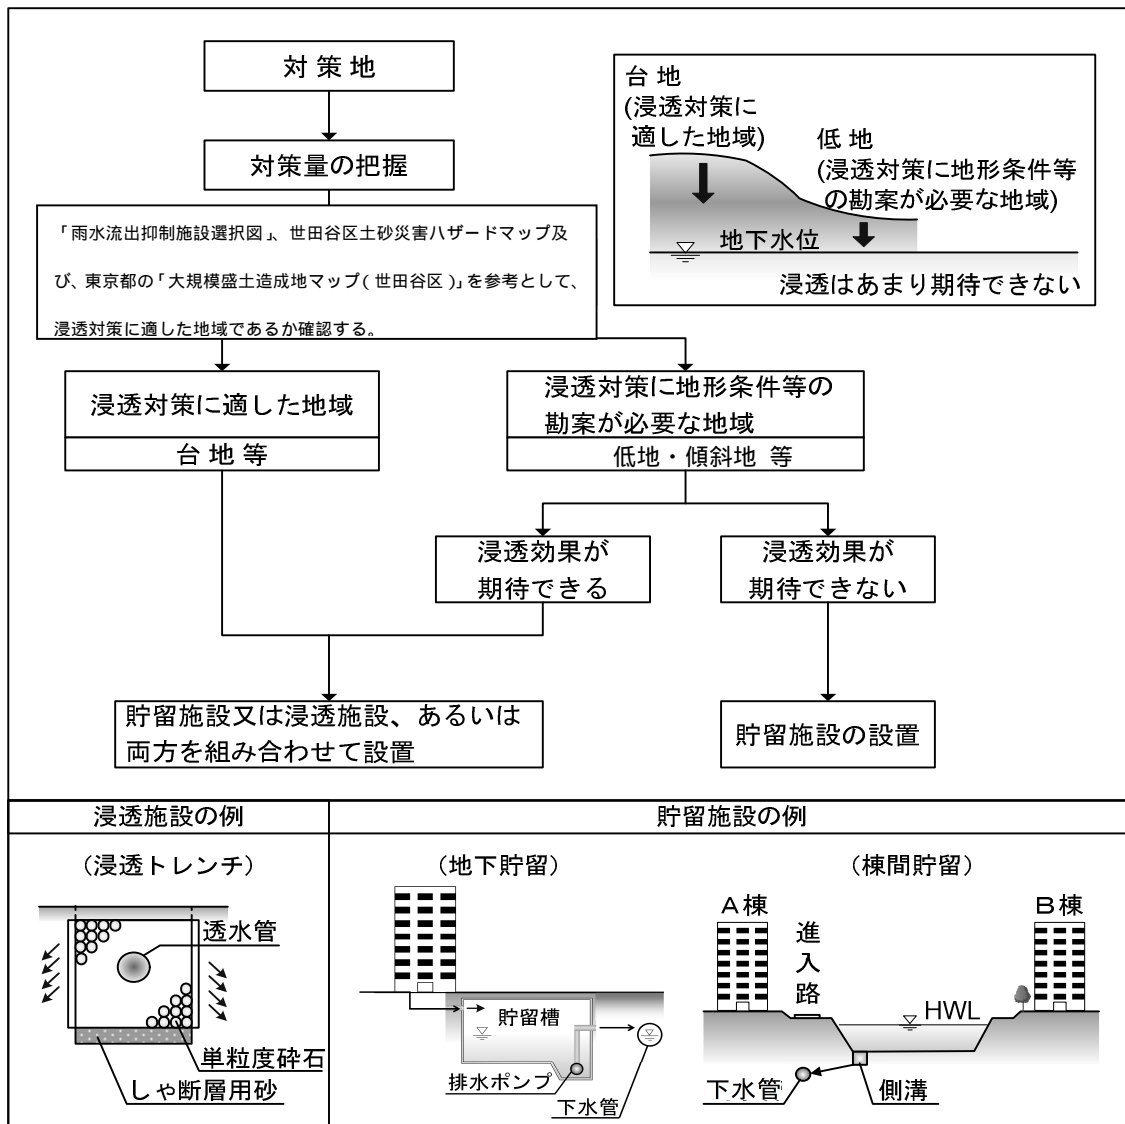 対策地
対策量の把握
「雨水流出抑制施設選択図」、世田谷区土砂災害ハザードマップ及
び、東京都の「大規模盛土造成地マップ(世田谷区)」を参考として、
浸透対策に適した地域であるか確認する。
台地
(浸透対策に
適した地域)
低地
(浸透対策に地形条件等
の勘案が必要な地域)
地下水位
浸透はあまり期待できない
浸透対策に適した地域
台地等
浸透対策に地形条件等の
勘案が必要な地域
低地・傾斜地 等
浸透効果が
期待できる
浸透効果が
期待できない
貯留施設又は浸透施設、あるいは
両方を組み合わせて設置
貯留施設の設置
浸透施設の例
(浸透トレンチ)
透水管
単粒度砕石
しゃ断層用砂
貯留施設の例
(地下貯留)
貯留槽
排水ポンプ
下水管
(棟間貯留)
A棟
進入路
B棟
HWL
下水管
側溝